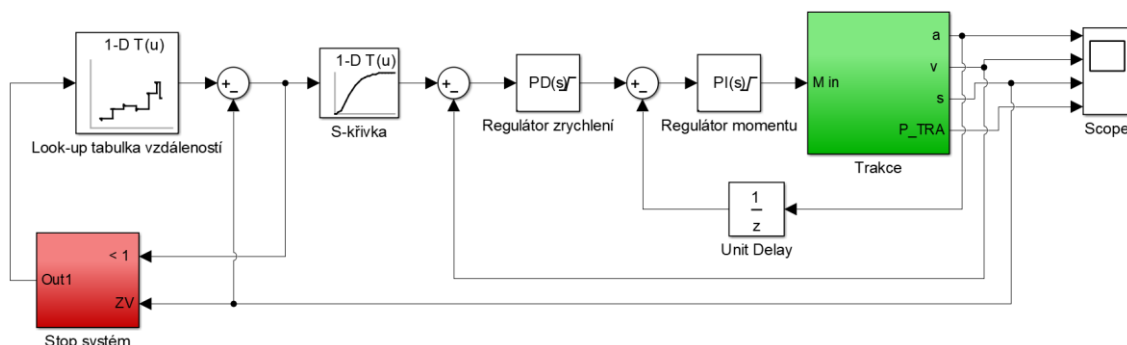 1-D T(u)
Look-up tabulka vzdáleností
+
−
1-D T(u)
S-křivka
+
−
PD(s)
Regulátor zrychlení
+
−
PI(s)
Regulátor momentu
M in
a
v
s
P_TRA
Trakce
Scope
1
z
Unit Delay
< 1
Out1
ZV
Stop systém